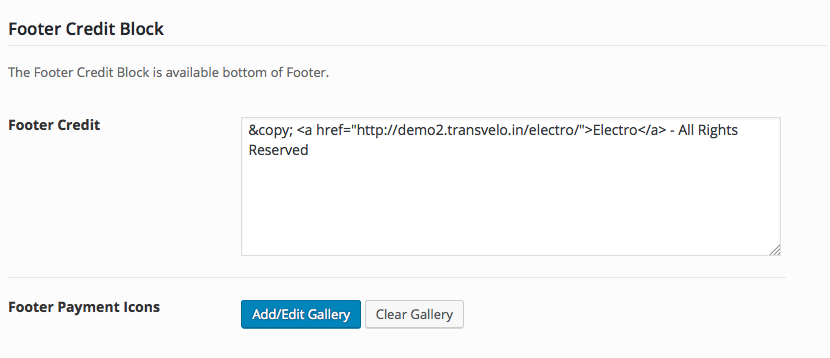 Footer Credit Block
The Footer Credit Block is available bottom of Footer.
Footer Credit
&copy; <a href="http://demo2.transvelo.in/electro/">Electro</a> - All Rights
Reserved
Footer Payment Icons
Add/Edit Gallery
Clear Gallery